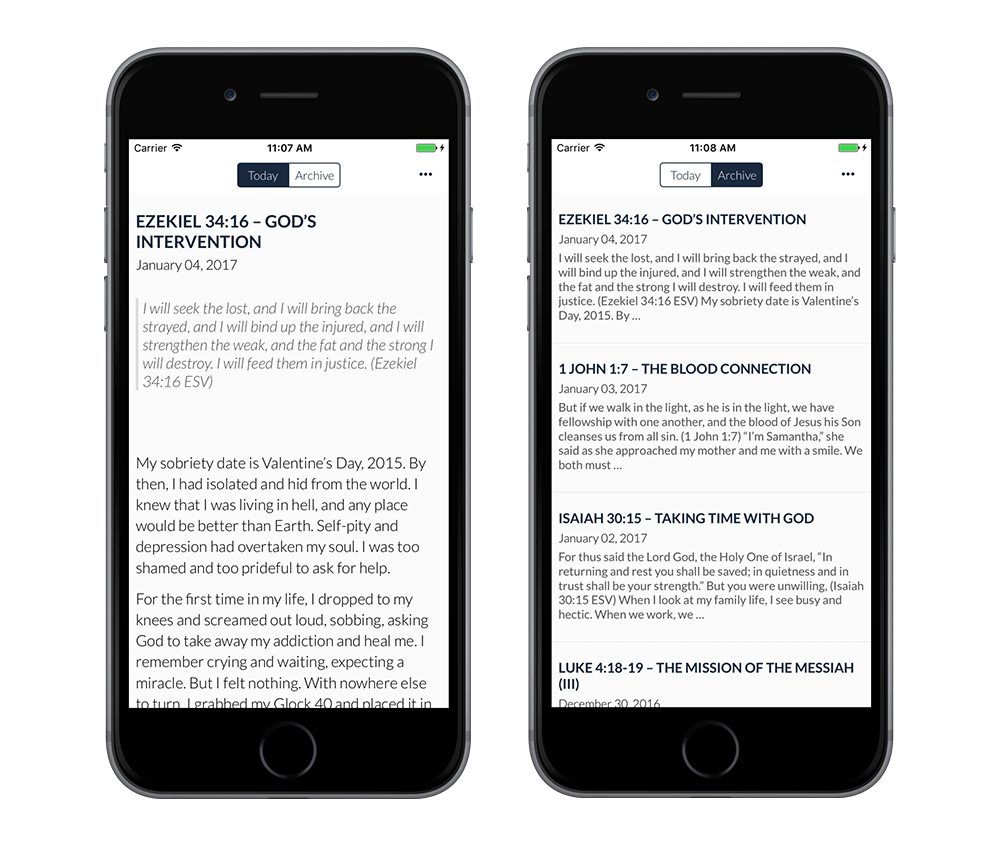 Carrier 11:07 AM
Today Archive
EZEKIEL 34:16 – GOD’S
INTERVENTION
January 04, 2017
I will seek the lost, and I will bring back the
strayed, and I will bind up the injured, and I will
strengthen the weak, and the fat and the strong I
will destroy. I will feed them in justice. (Ezekiel
34:16 ESV)
My sobriety date is Valentine’s Day, 2015. By
then, I had isolated and hid from the world. I
knew that I was living in hell, and any place
would be better than Earth. Self-pity and
depression had overtaken my soul. I was too
shamed and too prideful to ask for help.
For the first time in my life, I dropped to my
knees and screamed out loud, sobbing, asking
God to take away my addiction and heal me. I
remember crying and waiting, expecting a
miracle. But I felt nothing. With nowhere else
to turn, I grabbed my Glock 40 and placed it in
Carrier 11:08 AM
Today Archive
EZEKIEL 34:16 – GOD’S INTERVENTION
January 04, 2017
I will seek the lost, and I will bring back the strayed, and I
will bind up the injured, and I will strengthen the weak, and
the fat and the strong I will destroy. I will feed them in
justice. (Ezekiel 34:16 ESV) My sobriety date is Valentine’s
Day, 2015. By ...
1 JOHN 1:7 – THE BLOOD CONNECTION
January 03, 2017
But if we walk in the light, as he is in the light, we have
fellowship with one another, and the blood of Jesus his Son
cleanses us from all sin. (1 John 1:7) “I’m Samantha,” she
said as she approached my mother and me with a smile. We
both must ...
ISAIAH 30:15 – TAKING TIME WITH GOD
January 02, 2017
For thus said the Lord God, the Holy One of Israel, “In
returning and rest you shall be saved; in quietness and in
trust shall be your strength.” But you were unwilling, (Isaiah
30:15 ESV) When I look at my family life, I see busy and
hectic. When we work, we ...
LUKE 4:18-19 – THE MISSION OF THE MESSIAH
(III)
December 30, 2016